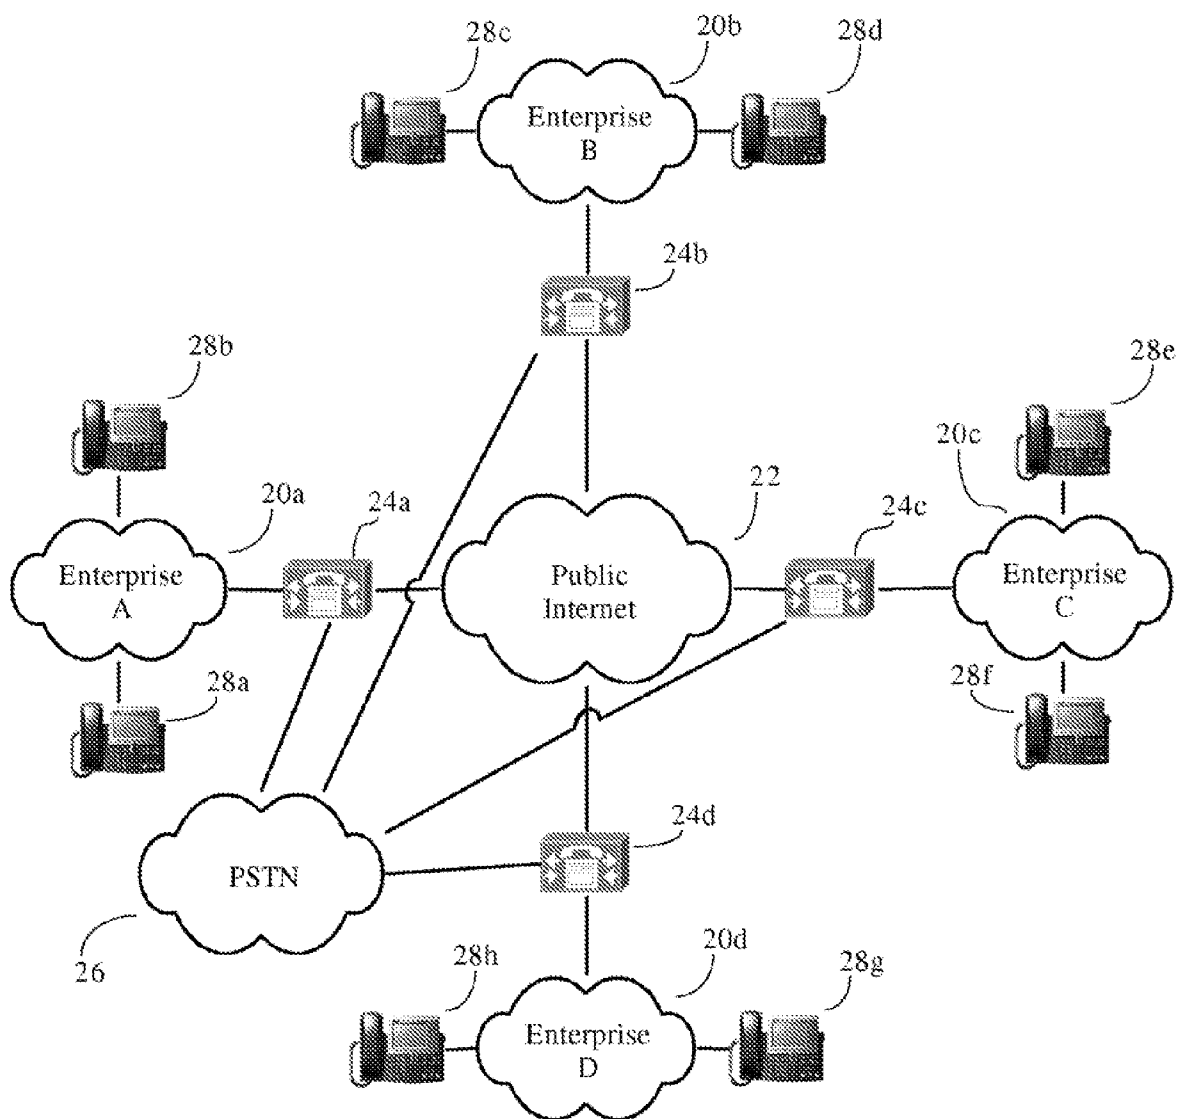 28c
20b
28d
Enterprise
B
24b
28b
28e
20c
20a
24a
22
24c
Enterprise
A
Public
Internet
Enterprise
C
28a
28f
24d
PSTN
26
28h
20d
28g
Enterprise
D